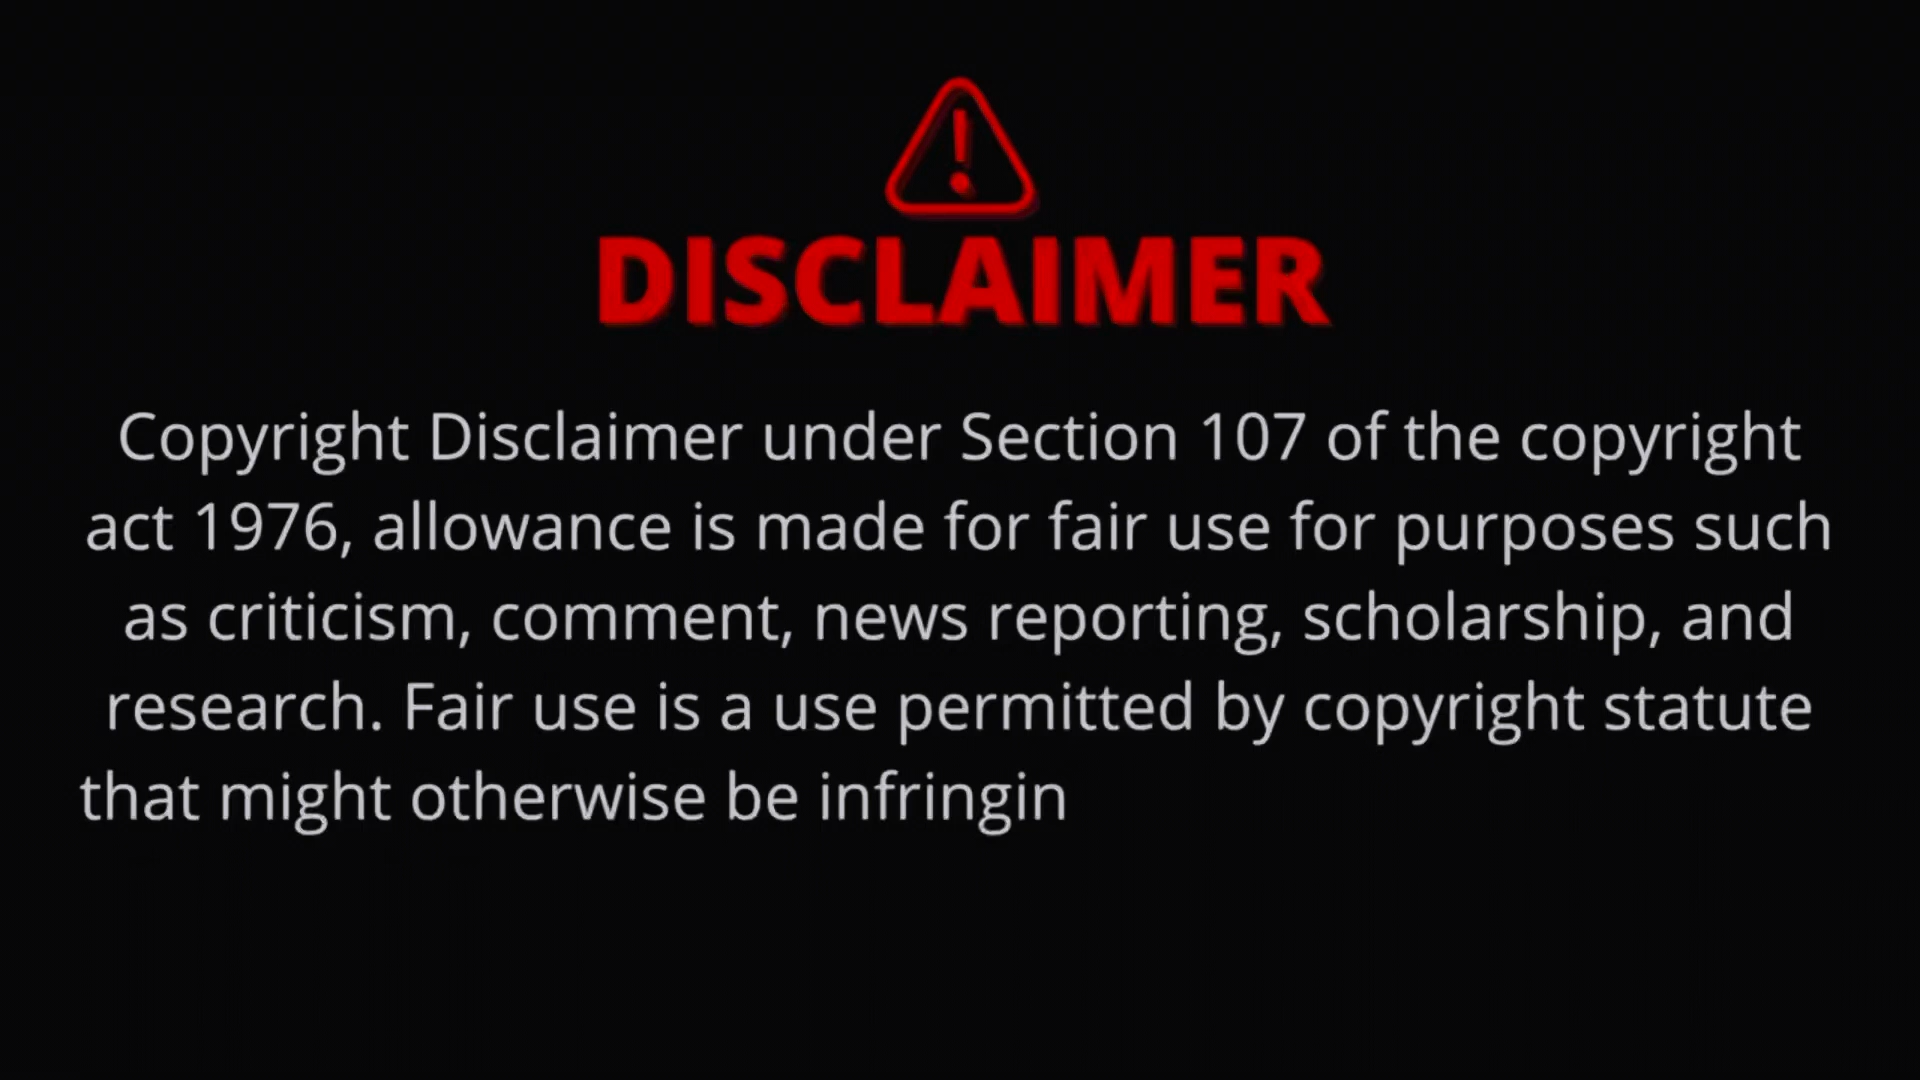 DISCLAIMER
Copyright Disclaimer under Section 107 of the copyright
act 1976, allowance is made for fair use for purposes such
as criticism, comment, news reporting, scholarship, and
research. Fair use is a use permitted by copyright statute
that might otherwise be infringin